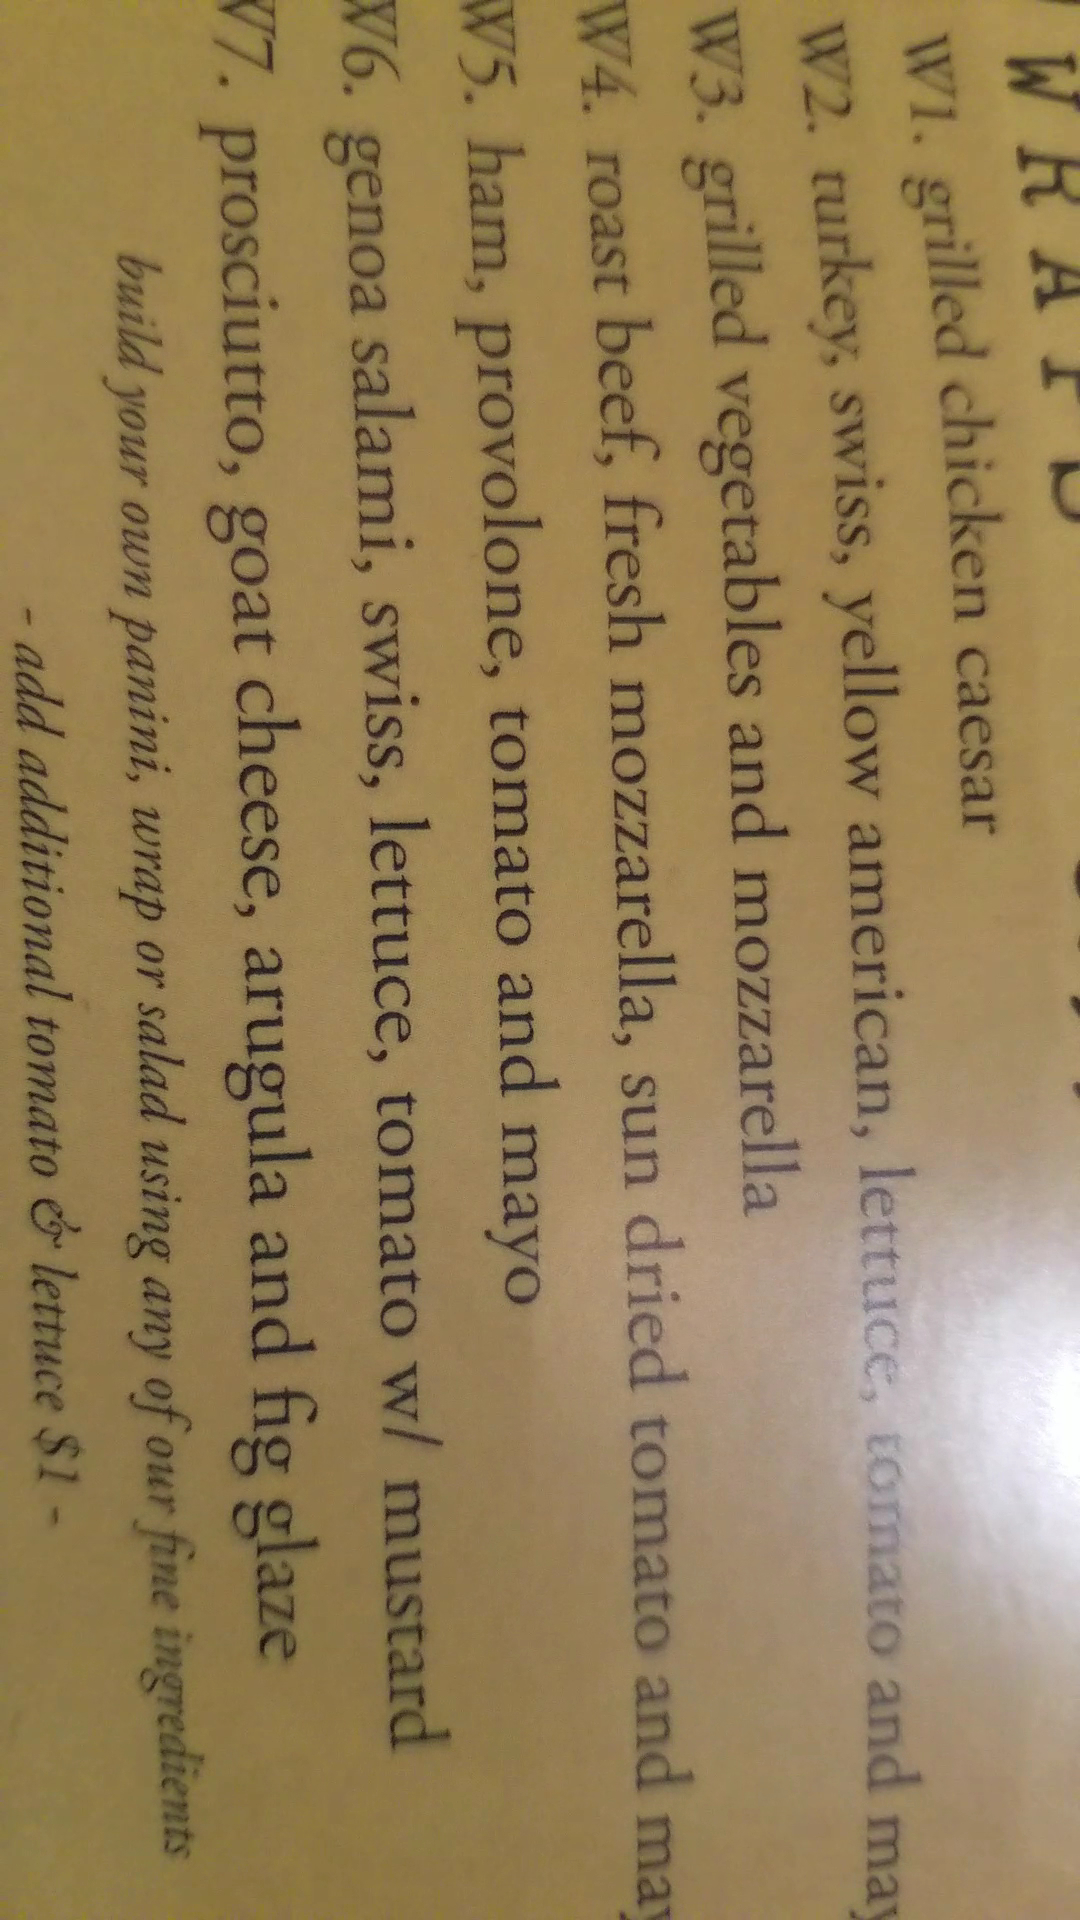 WRAPS
W1. grilled chicken caesar
W2. turkey, swiss, yellow american, lettuce, tomato and may
W3. grilled vegetables and mozzarella
W4. roast beef, fresh mozzarella, sun dried tomato and may
W5. ham, provolone, tomato and mayo
W6. genoa salami, swiss, lettuce, tomato w/ mustard
W7. prosciutto, goat cheese, arugula and fig glaze
build your own panini, wrap or salad using any of our fine ingredients
- add additional tomato & lettuce $1 -